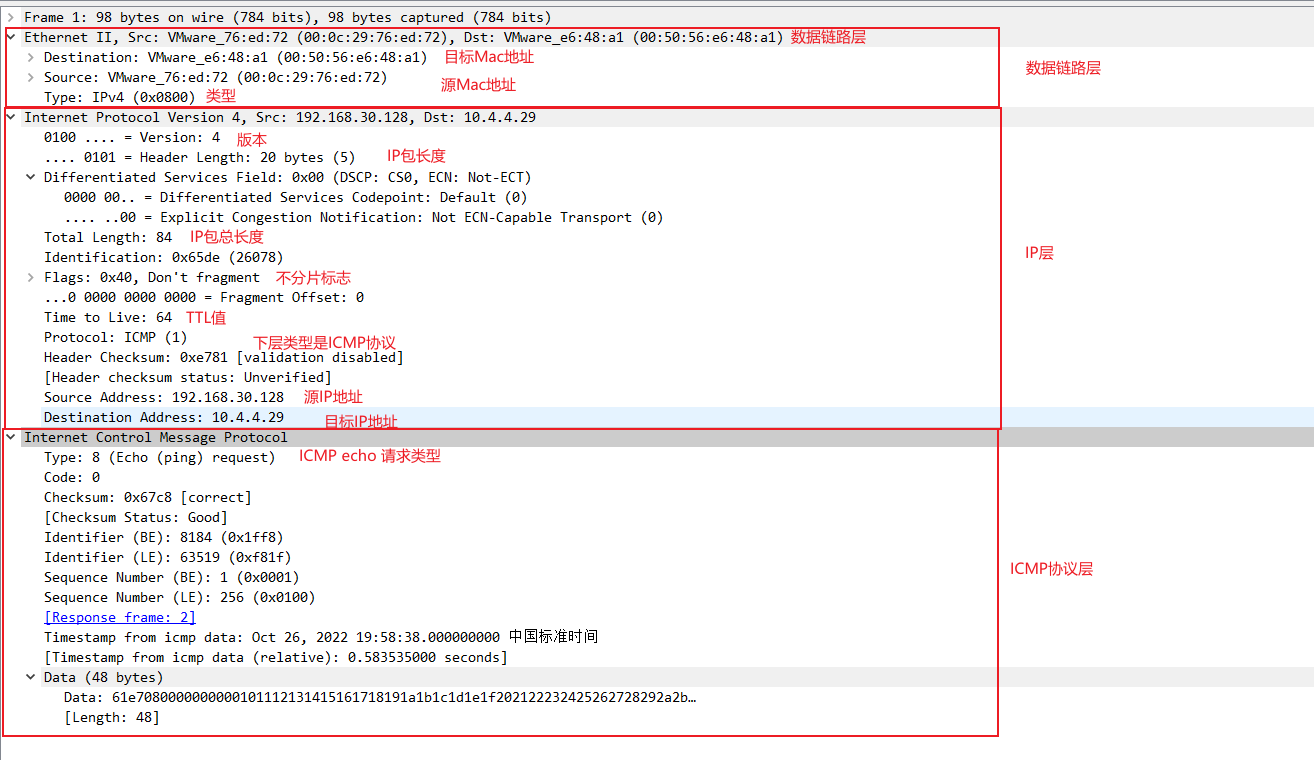 Frame 1: 98 bytes on wire (784 bits), 98 bytes captured (784 bits)
Ethernet II, Src: VMware_76:ed:72 (00:0c:29:76:ed:72), Dst: VMware_e6:48:a1 (00:50:56:e6:48:a1) 数据链路层
Destination: VMware_e6:48:a1 (00:50:56:e6:48:a1) 目标Mac地址
数据链路层
Source: VMware_76:ed:72 (00:0c:29:76:ed:72) 源Mac地址
Type: IPv4 (0x0800) 类型
Internet Protocol Version 4, Src: 192.168.30.128, Dst: 10.4.4.29
0100 .... = Version: 4 版本
.... 0101 = Header Length: 20 bytes (5) IP包长度
Differentiated Services Field: 0x00 (DSCP: CS0, ECN: Not-ECT)
0000 00.. = Differentiated Services Codepoint: Default (0)
.... ..00 = Explicit Congestion Notification: Not ECN-Capable Transport (0)
Total Length: 84 IP包总长度
IP层
Identification: 0x65de (26078)
Flags: 0x40, Don't fragment 不分片标志
...0 0000 0000 0000 = Fragment Offset: 0
Time to Live: 64 TTL值
Protocol: ICMP (1) 下层类型是ICMP协议
Header Checksum: 0xe781 [validation disabled]
[Header checksum status: Unverified]
Source Address: 192.168.30.128 源IP地址
Destination Address: 10.4.4.29 目标IP地址
Internet Control Message Protocol
Type: 8 (Echo (ping) request) ICMP echo 请求类型
Code: 0
Checksum: 0x67c8 [correct]
[Checksum Status: Good]
Identifier (BE): 8184 (0x1ff8)
Identifier (LE): 63519 (0xf81f)
ICMP协议层
Sequence Number (BE): 1 (0x0001)
Sequence Number (LE): 256 (0x0100)
[Response frame: 2]
Timestamp from icmp data: Oct 26, 2022 19:58:38.000000000 中国标准时间
[Timestamp from icmp data (relative): 0.583535000 seconds]
Data (48 bytes)
Data: 61e7080000000000101112131415161718191a1b1c1d1e1f202122232425262728292a2b…
[Length: 48]